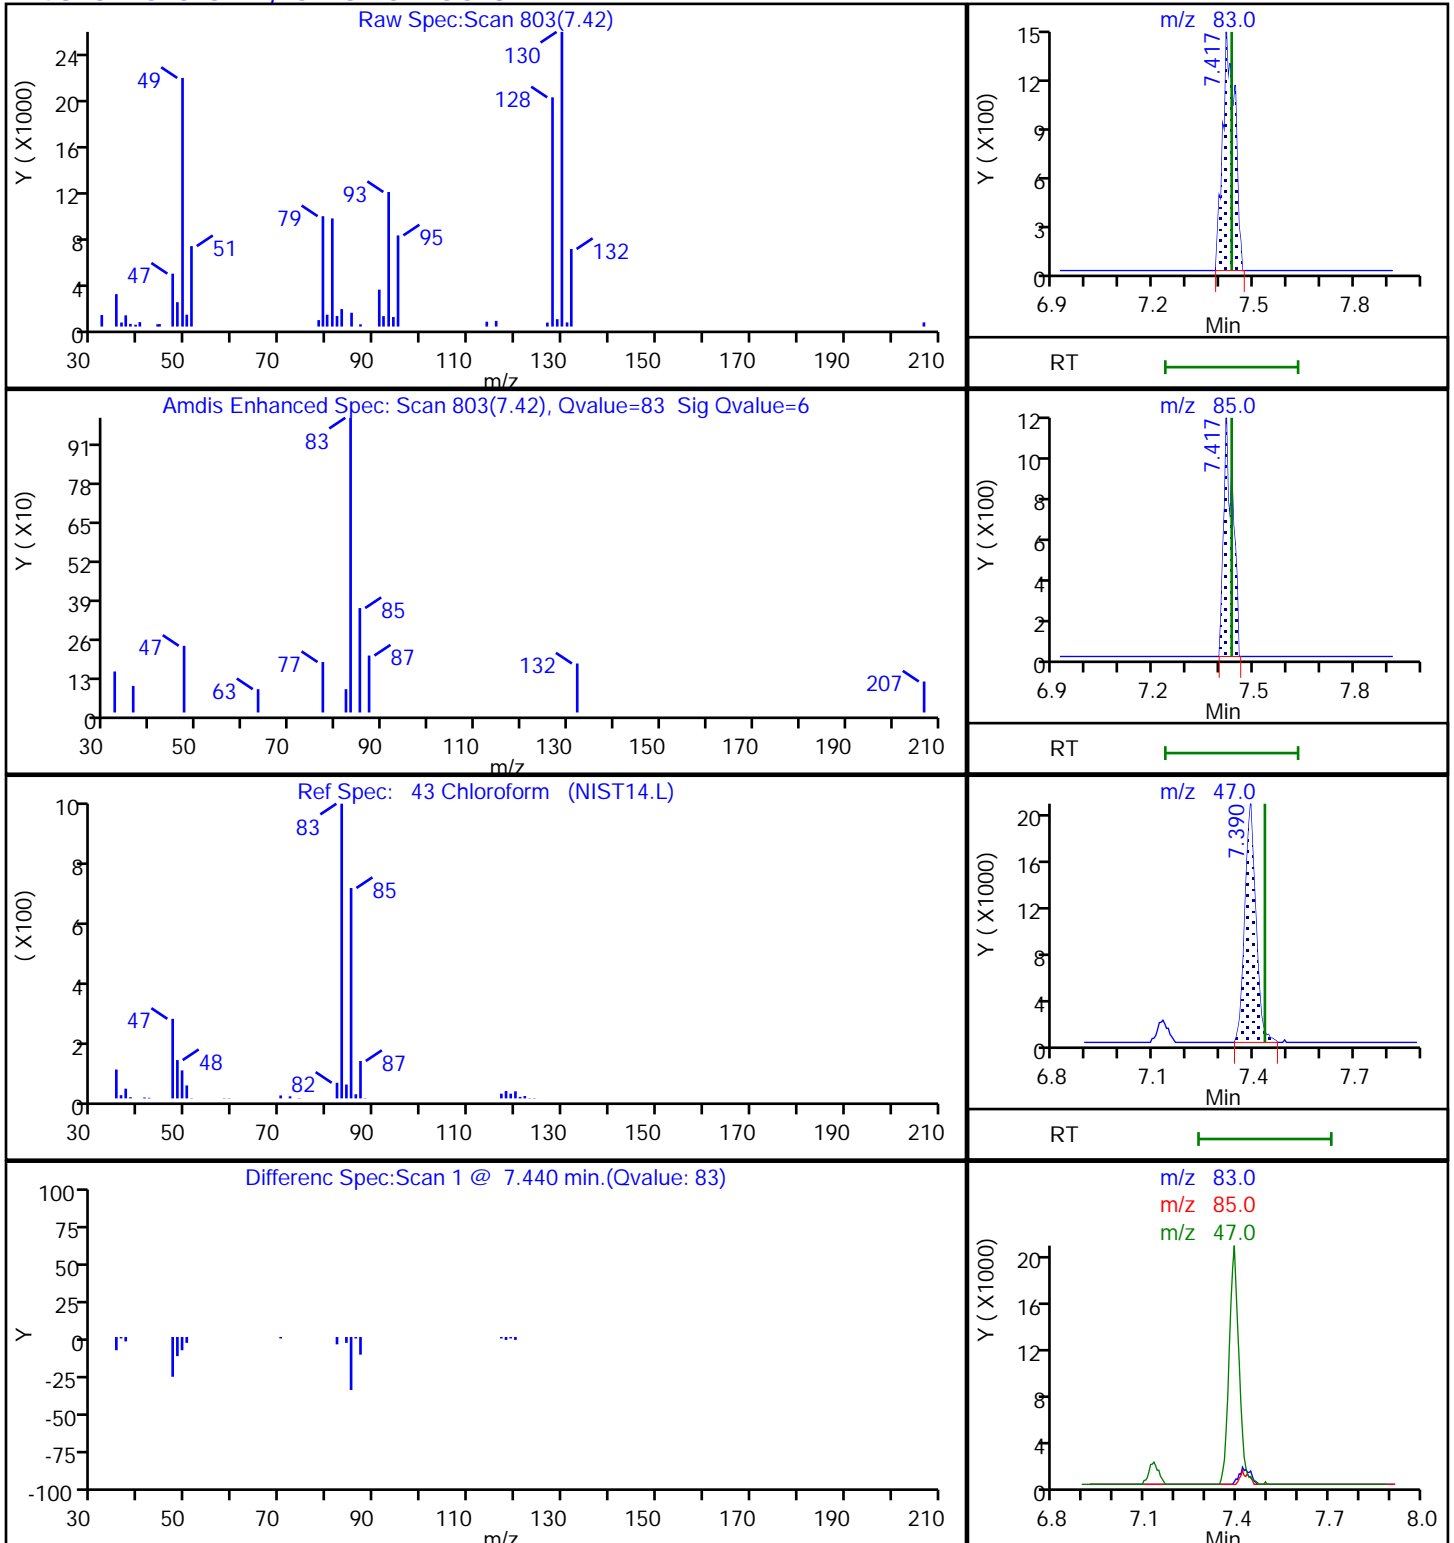 Raw Spec:Scan 803(7.42)
130
49
128
93
79
95
51
132
47
Y ( X1000)
24
20
16
12
8
4
0
30 50 70 90 110 130 150 170 190 210
m/z
m/z 83.0
7.417
Y ( X100)
15
12
9
6
3
0
6.9 7.2 7.5 7.8
Min
RT
Amdis Enhanced Spec: Scan 803(7.42), Qvalue=83 Sig Qvalue=6
83
85
47
77
87
63
132
207
Y ( X10)
91
78
65
52
39
26
13
0
30 50 70 90 110 130 150 170 190 210
m/z
m/z 85.0
7.417
Y ( X100)
12
10
8
6
4
2
0
6.9 7.2 7.5 7.8
Min
RT
Ref Spec: 43 Chloroform (NIST14.L)
83
85
47
48
82
87
( X100)
10
8
6
4
2
0
30 50 70 90 110 130 150 170 190 210
m/z 47.0
7.390
Y ( X1000)
20
16
12
8
4
0
6.8 7.1 7.4 7.7
Min
RT
Differenc Spec:Scan 1 @ 7.440 min.(Qvalue: 83)
Y
100
75
50
25
0
-25
-50
-75
-100
30 50 70 90 110 130 150 170 190 210
m/z
m/z 83.0
m/z 85.0
m/z 47.0
Y ( X1000)
20
16
12
8
4
0
6.8 7.1 7.4 7.7 8.0
Min